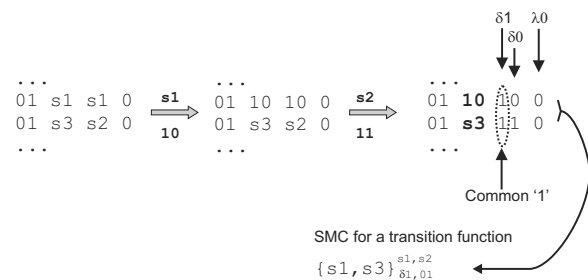 δ1
δ0
λ0
... ... ...
01 s1 s1 0 s1 01 10 10 0 s2 01 10 10 0
01 s3 s2 0 10 01 s3 s2 0 11 01 s3 11 0
... ... ...
Common ‘1’
SMC for a transition function
{s1,s3} s1,s2 δ1,01